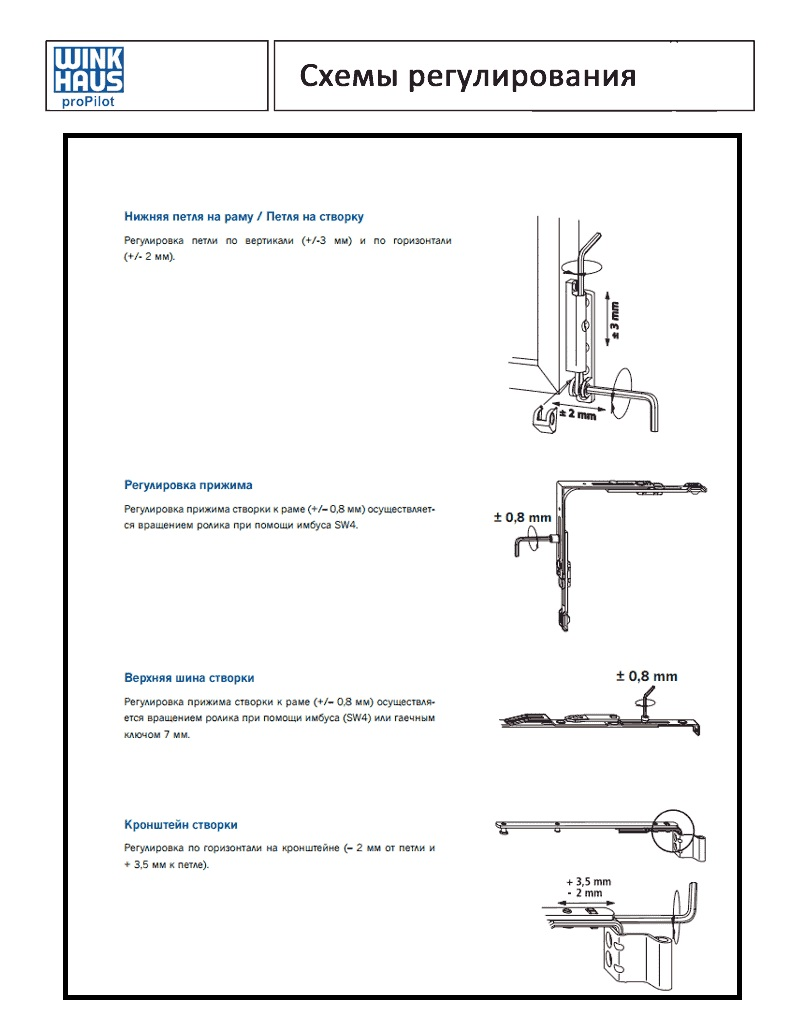 WINK
HAUS
proPilot
Схемы регулирования
Нижняя петля на раму / Петля на створку
Регулировка петли по вертикали (+/-3 мм) и по горизонтали
(+/- 2 мм).
± 3 mm
± 2 mm
Регулировка прижима
Регулировка прижима створки к раме (+/– 0,8 мм) осуществляет-
ся вращением ролика при помощи имбуса SW4.
± 0,8 mm
Верхняя шина створки
Регулировка прижима створки к раме (+/– 0,8 мм) осуществля-
ется вращением ролика при помощи имбуса (SW4) или гаечным
ключом 7 мм.
± 0,8 mm
Кронштейн створки
Регулировка по горизонтали на кронштейне (– 2 мм от петли и
+ 3,5 мм к петле).
+ 3,5 mm
- 2 mm